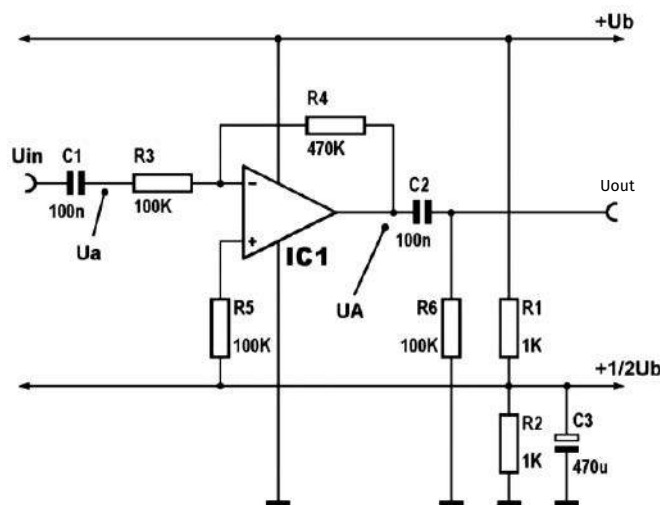 +Ub
R4
470K
Uin
C1
R3
100n
100K
Ua
−
+
IC1
C2
100n
UA
Uout
R5
100K
R6
100K
R1
1K
+1/2Ub
R2
1K
C3
470u